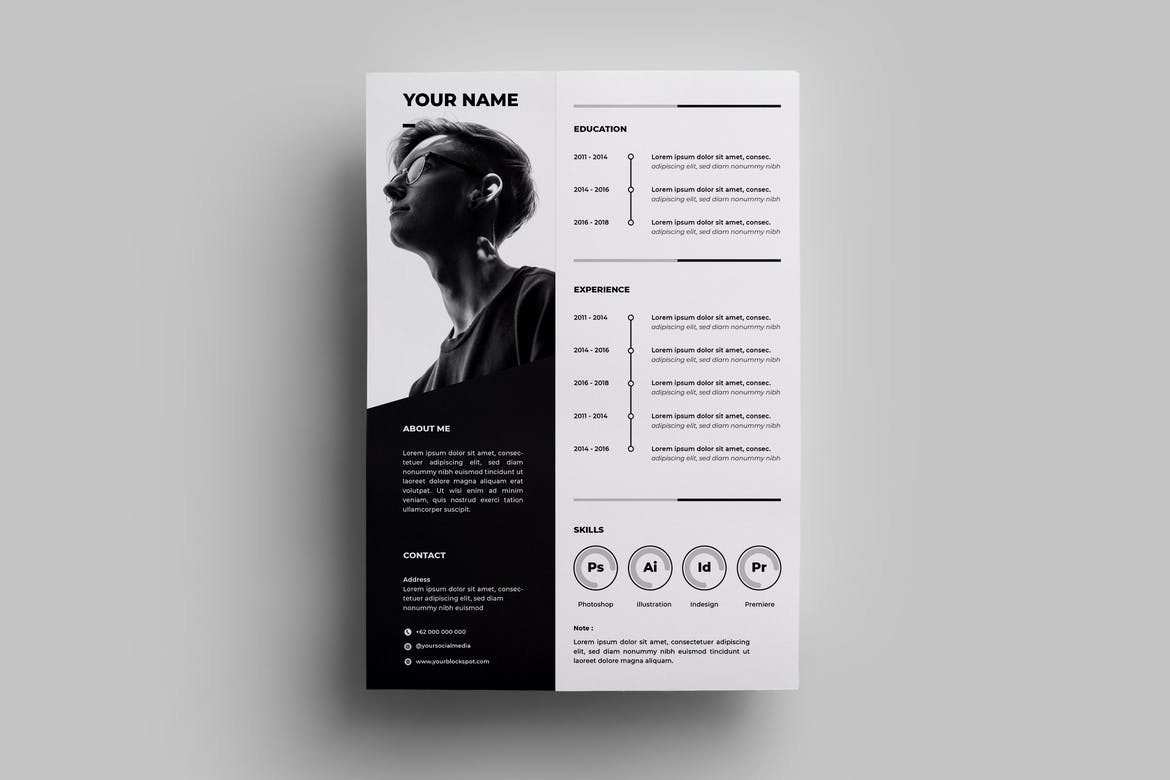 YOUR NAME
ABOUT ME
Lorem ipsum dolor sit amet, consec-
tetuer adipiscing elit, sed diam
nonummy nibh euismod tincidunt ut
laoreet dolore magna aliquam erat
volutpat. Ut wisi enim ad minim
veniam, quis nostrud exerci tation
ullamcorper suscipit.
CONTACT
Address
Lorem ipsum dolor sit amet, consec-
tetuer adipiscing elit, sed diam
nonummy nibh euismod
+62 000 000 000
@yoursocialmedia
www.yourblockspot.com
EDUCATION
2011 - 2014 Lorem ipsum dolor sit amet, consec.
adipiscing elit, sed diam nonummy nibh
2014 - 2016 Lorem ipsum dolor sit amet, consec.
adipiscing elit, sed diam nonummy nibh
2016 - 2018 Lorem ipsum dolor sit amet, consec.
adipiscing elit, sed diam nonummy nibh
EXPERIENCE
2011 - 2014 Lorem ipsum dolor sit amet, consec.
adipiscing elit, sed diam nonummy nibh
2014 - 2016 Lorem ipsum dolor sit amet, consec.
adipiscing elit, sed diam nonummy nibh
2016 - 2018 Lorem ipsum dolor sit amet, consec.
adipiscing elit, sed diam nonummy nibh
2011 - 2014 Lorem ipsum dolor sit amet, consec.
adipiscing elit, sed diam nonummy nibh
2014 - 2016 Lorem ipsum dolor sit amet, consec.
adipiscing elit, sed diam nonummy nibh
SKILLS
Ps Ai Id Pr
Photoshop illustration Indesign Premiere
Note :
Lorem ipsum dolor sit amet, consectetuer adipiscing
elit, sed diam nonummy nibh euismod tincidunt ut
laoreet dolore magna aliquam.